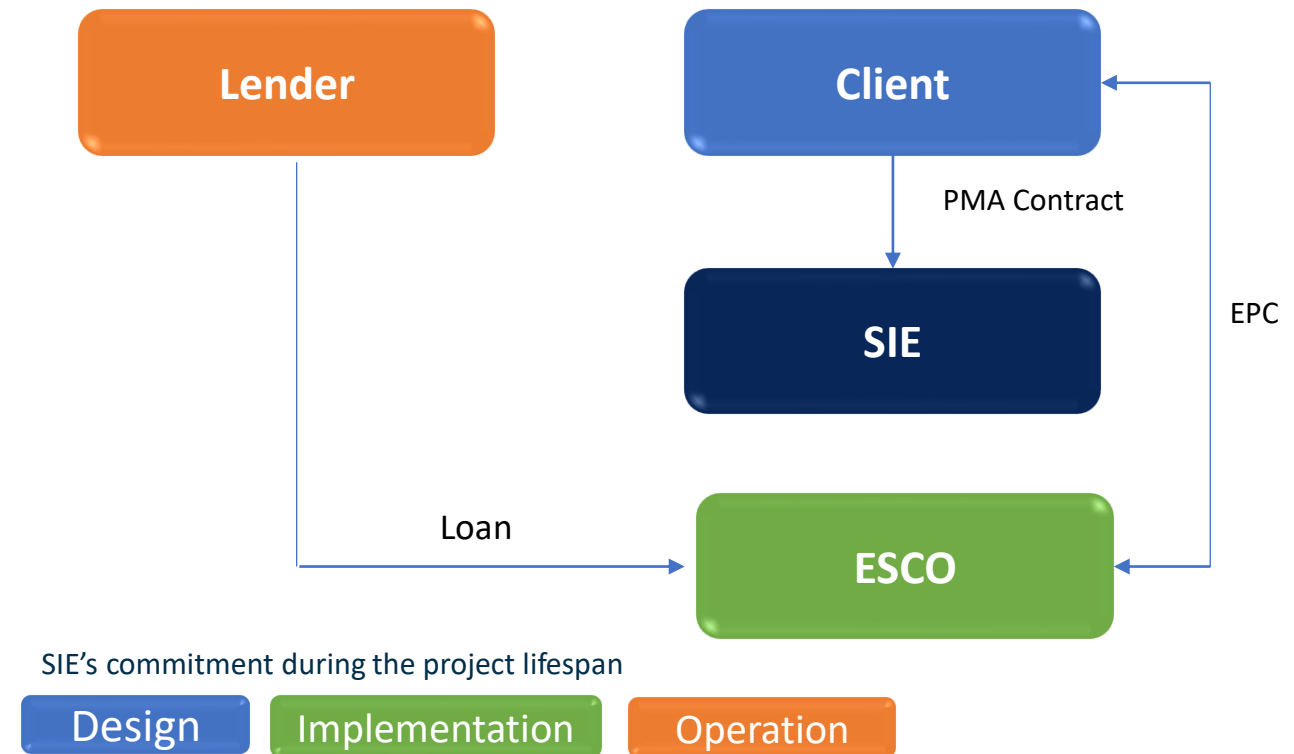 Lender
Client
PMA Contract
SIE
EPC
Loan
ESCO
SIE’s commitment during the project lifespan
Design
Implementation
Operation